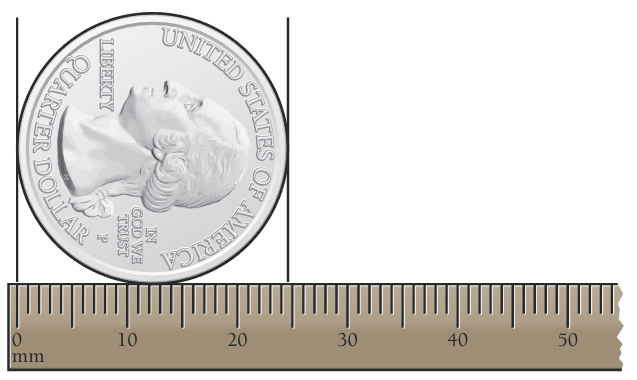 UNITED STATES OF AMERICA
LIBERTY
QUARTER DOLLAR
IN
GOD WE
TRUST
P
0 10 20 30 40 50
mm